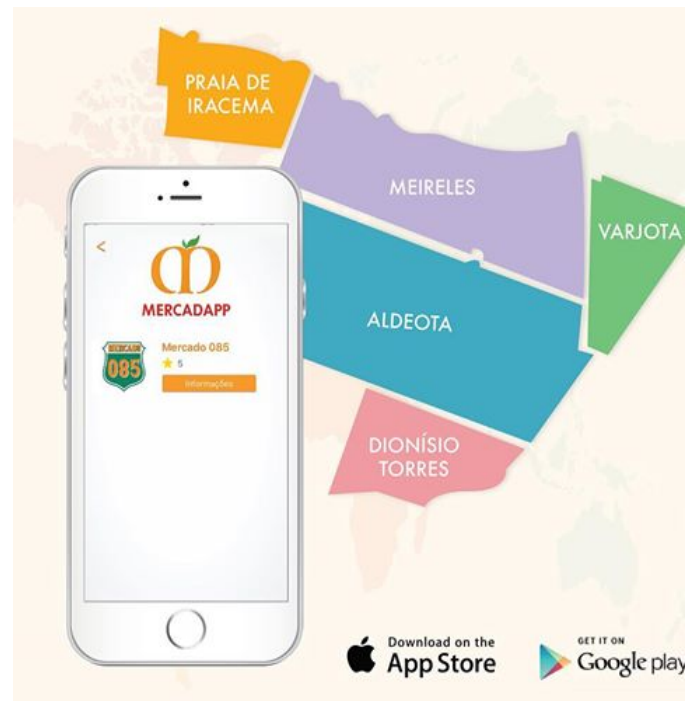 PRAIA DE
IRACEMA
MEIRELES
VARJOTA
ALDEOTA
DIONÍSIO
TORRES
<
MERCADAPP
MERCADO
085
Mercado 085
5
Informações
Download on the
App Store
GET IT ON
Google play